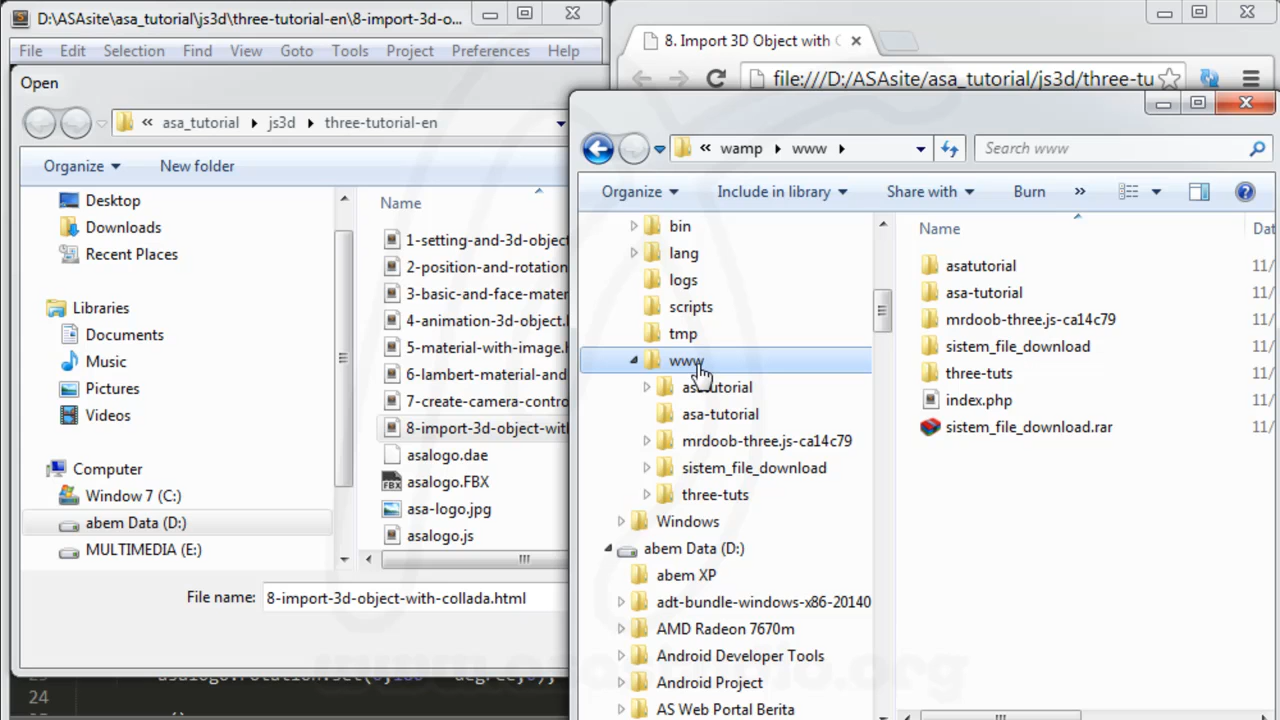 D:\ASAsite\asa_tutorial\js3d\three-tutorial-en\8-import-3d-o...
File Edit Selection Find View Goto Tools Project Preferences Help
Open
« asa_tutorial js3d three-tutorial-en
Organize New folder
Desktop
Downloads
Recent Places
Libraries
Documents
Music
Pictures
Videos
Computer
Window 7 (C:)
abem Data (D:)
MULTIMEDIA (E:)
Name
1-setting-and-3d-object
2-position-and-rotation
3-basic-and-face-mater
4-animation-3d-object.
5-material-with-image.
6-lambert-material-and
7-create-camera-contro
8-import-3d-object-with
asalogo.dae
asalogo.FBX
asa-logo.jpg
asalogo.js
File name: 8-import-3d-object-with-collada.html
24
8. Import 3D Object with C
file:///D:/ASAsite/asa_tutorial/js3d/three-tu
« wamp www
Search www
Organize Include in library Share with Burn »
bin
lang
logs
scripts
tmp
www
asatutorial
asa-tutorial
mrdoob-three.js-ca14c79
sistem_file_download
three-tuts
Windows
abem Data (D:)
abem XP
adt-bundle-windows-x86-20140
AMD Radeon 7670m
Android Developer Tools
Android Project
AS Web Portal Berita
Name Dat
asatutorial 11/
asa-tutorial 11/
mrdoob-three.js-ca14c79 11/
sistem_file_download 11/
three-tuts 11/
index.php 11/
sistem_file_download.rar 11/